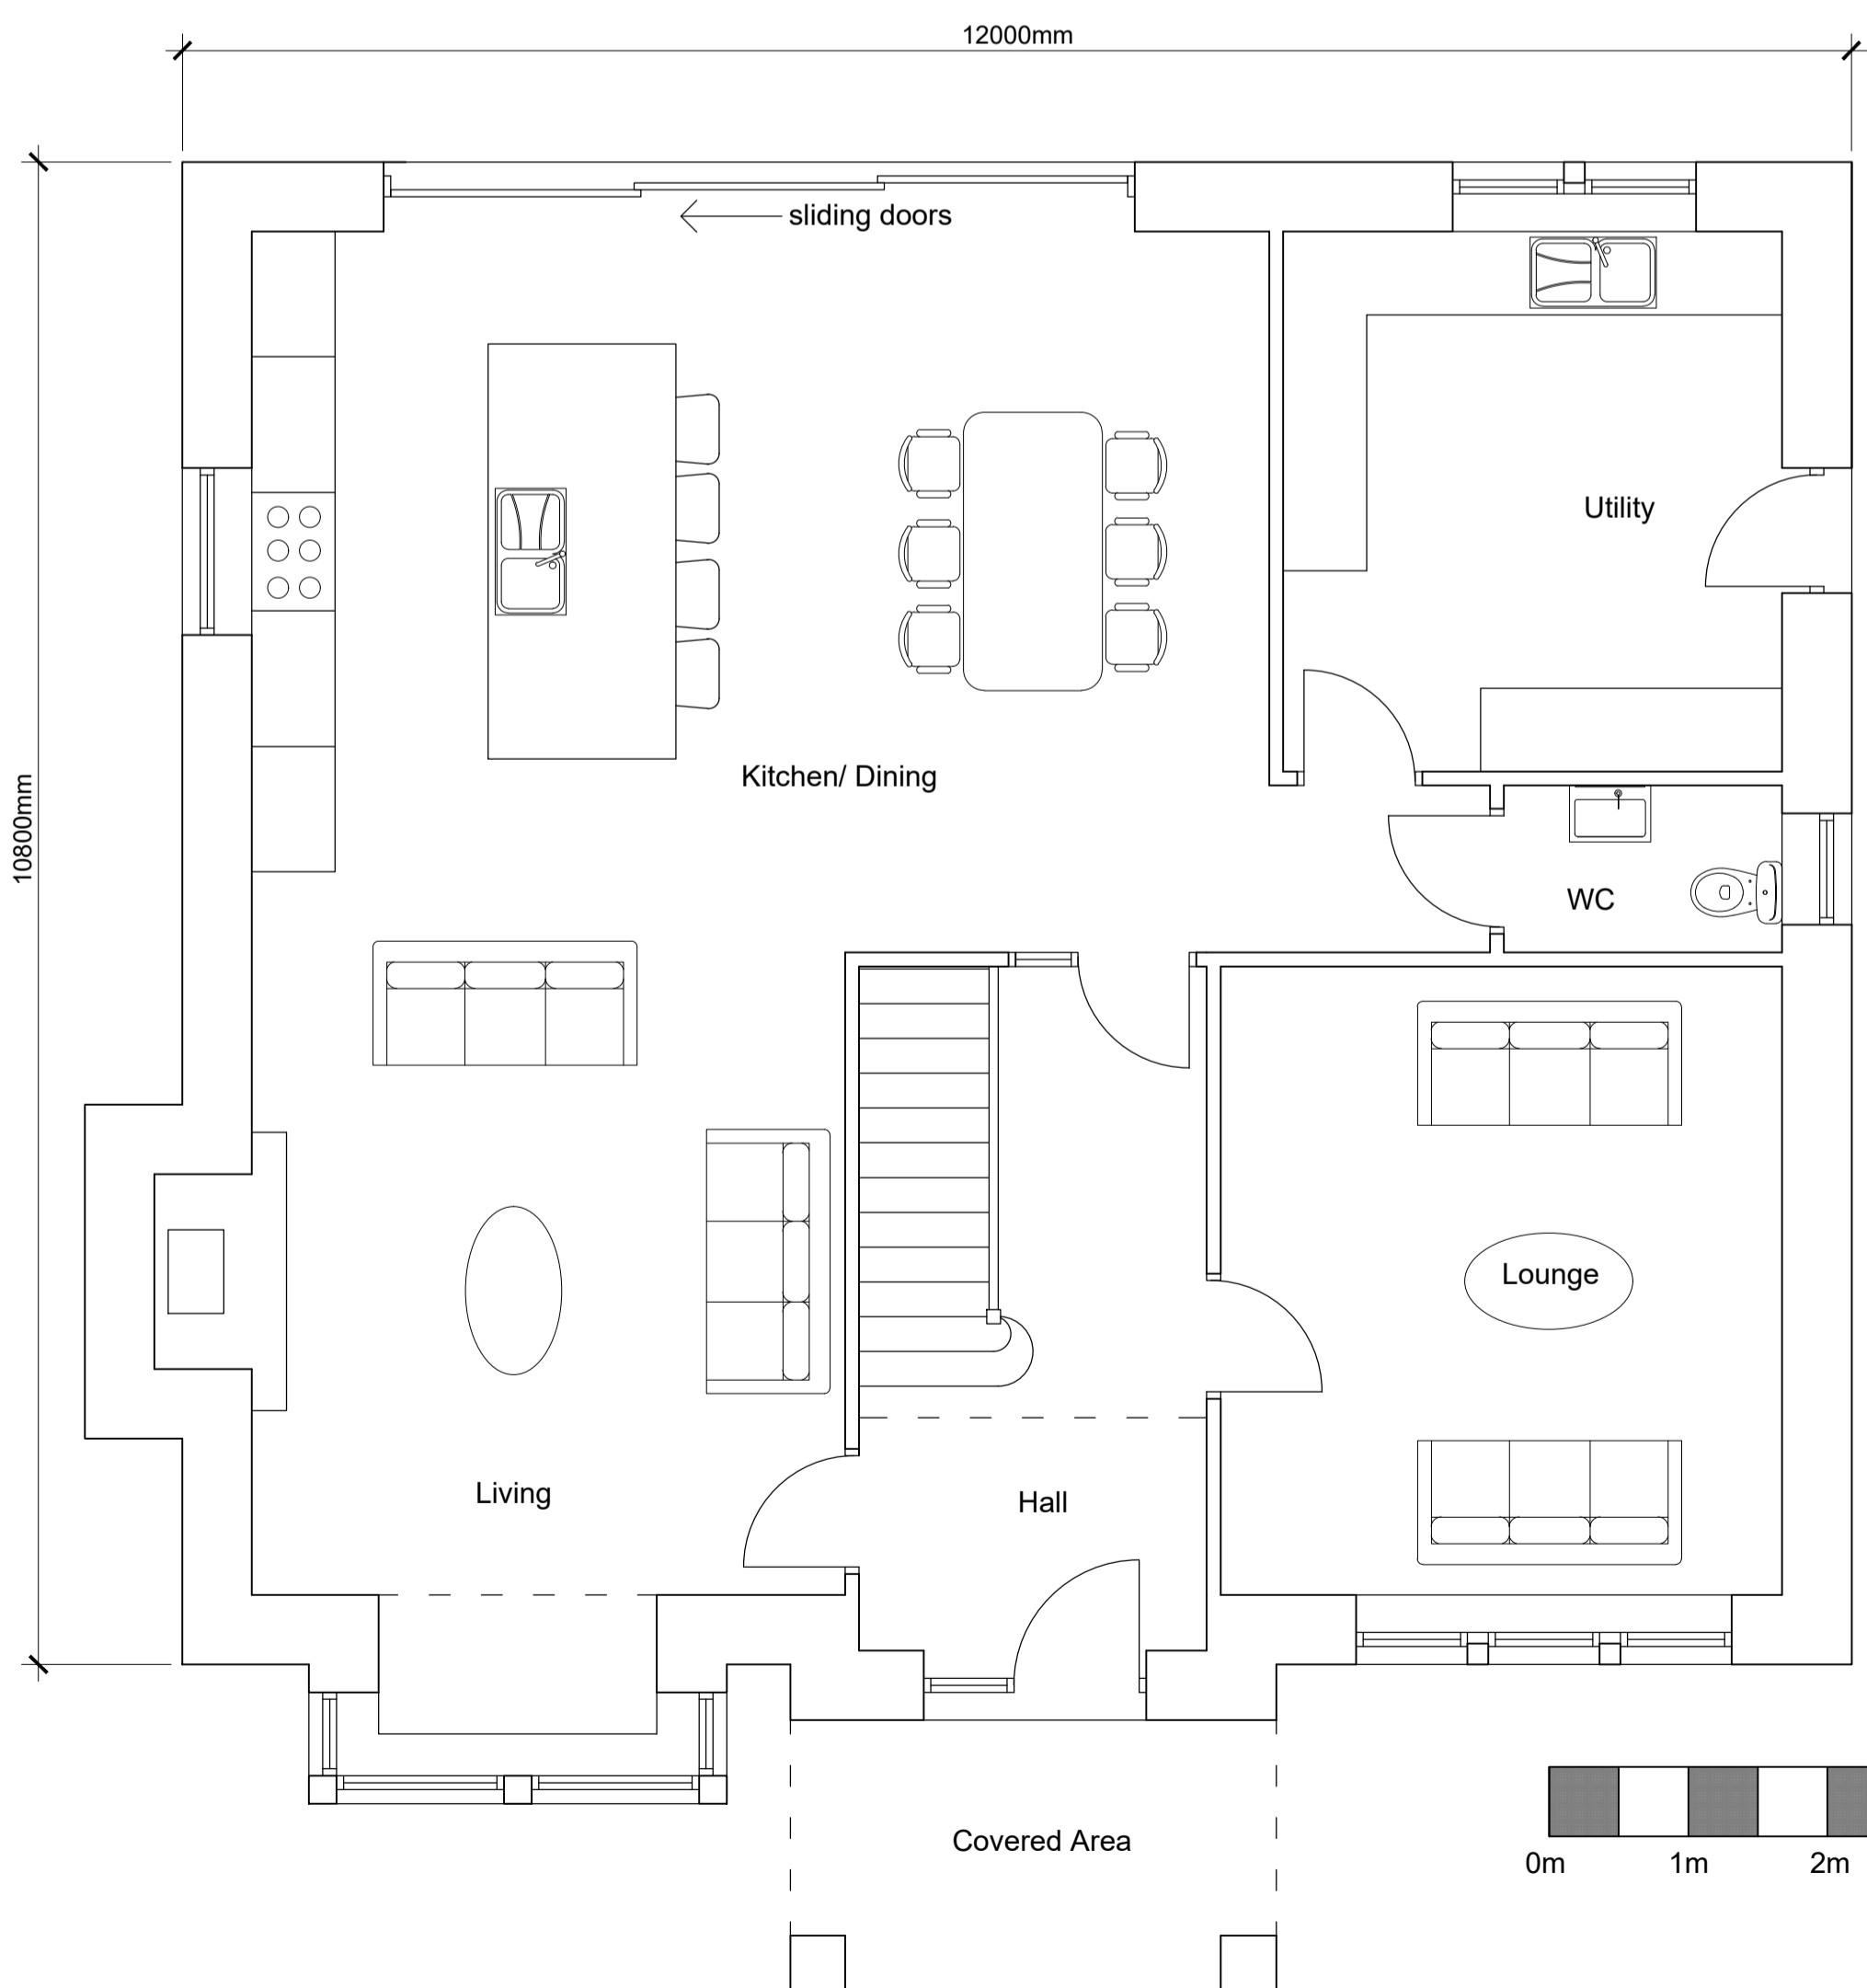 12000mm
sliding doors
Utility
Kitchen/ Dining
10800mm
WC
Lounge
Living
Hall
Covered Area
0m 1m 2m